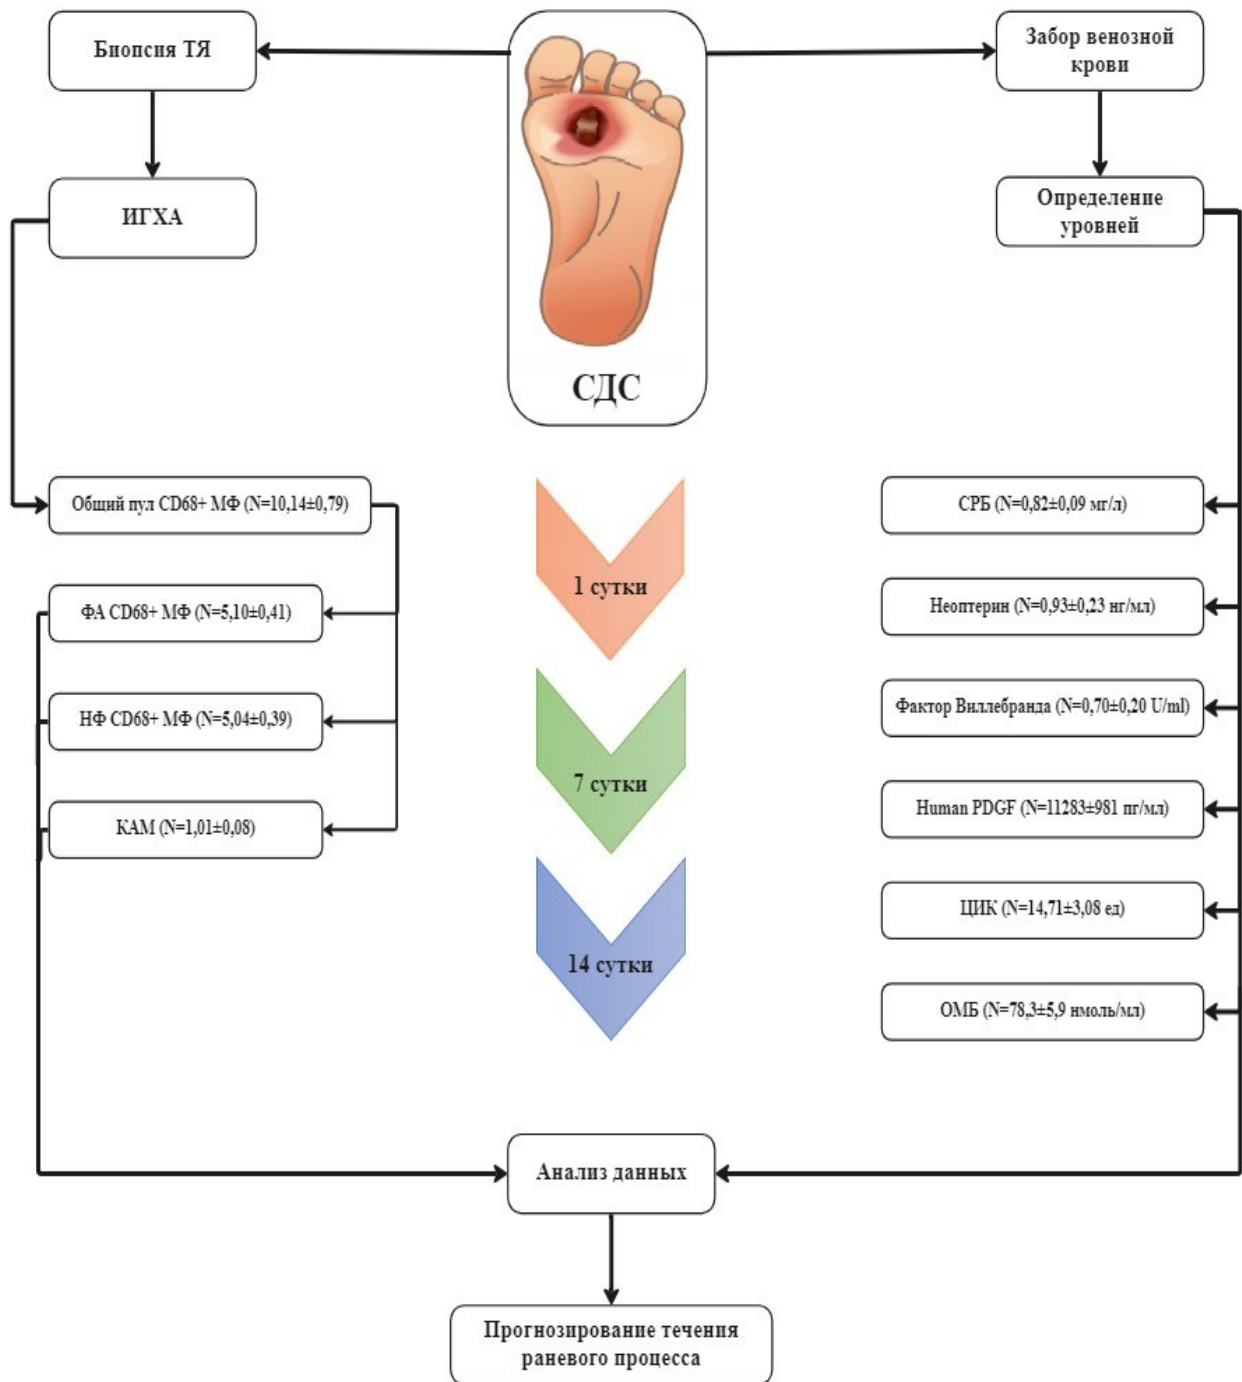 Биопсия ТЯ
Забор венозной
крови
ИГХА
Определение
уровней
СДС
Общий пул CD68+ МФ (N=10,14±0,79)
ФА CD68+ МФ (N=5,10±0,41)
НФ CD68+ МФ (N=5,04±0,39)
КАМ (N=1,01±0,08)
1 сутки
7 сутки
14 сутки
СРБ (N=0,82±0,09 мг/л)
Неоптерин (N=0,93±0,23 нг/мл)
Фактор Виллебранда (N=0,70±0,20 U/ml)
Human PDGF (N=11283±981 пг/мл)
ЦИК (N=14,71±3,08 ед)
ОМБ (N=78,3±5,9 нмоль/мл)
Анализ данных
Прогнозирование течения
раневого процесса